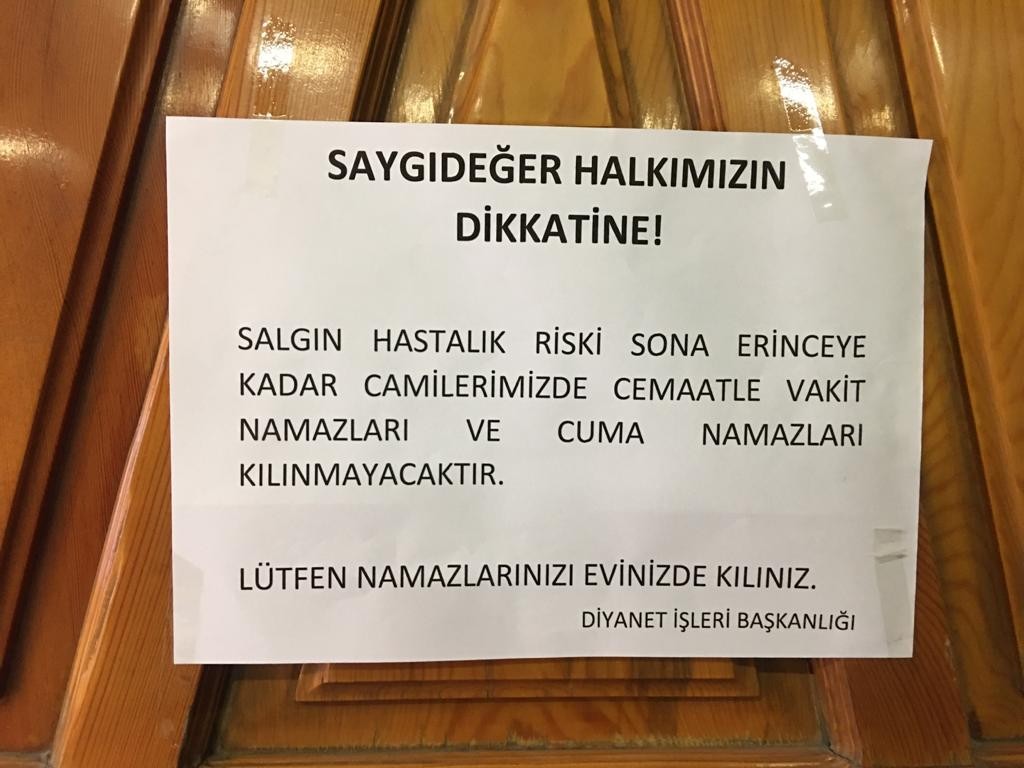 SAYGIDEĞER HALKIMIZIN
DİKKATİNE!
SALGIN HASTALIK RİSKİ SONA ERİNCEYE
KADAR CAMİLERİMİZDE CEMAATLE VAKİT
NAMAZLARI VE CUMA NAMAZLARI
KILINMAYACAKTIR.
LÜTFEN NAMAZLARINIZI EVİNİZDE KILINIZ.
DİYANET İŞLERİ BAŞKANLIĞI